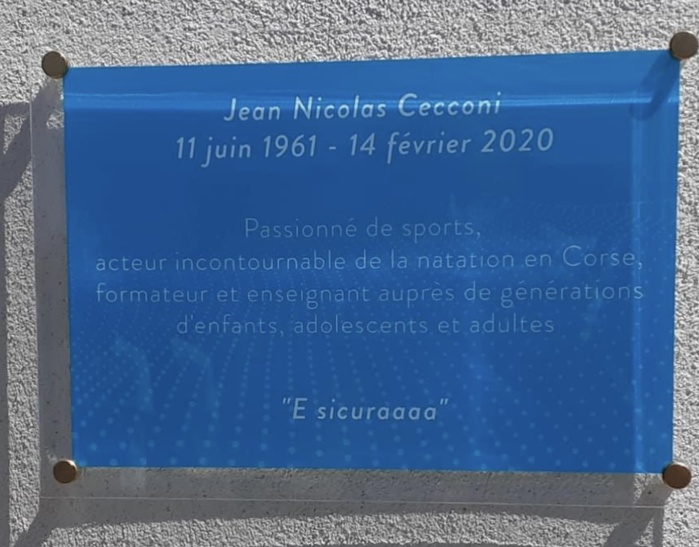 Jean Nicolas Cecconi
11 juin 1961 - 14 février 2020
Passionné de sports,
acteur incontournable de la natation en Corse,
formateur et enseignant auprès de générations
d'enfants, adolescents et adultes
"E sicuraaaa"